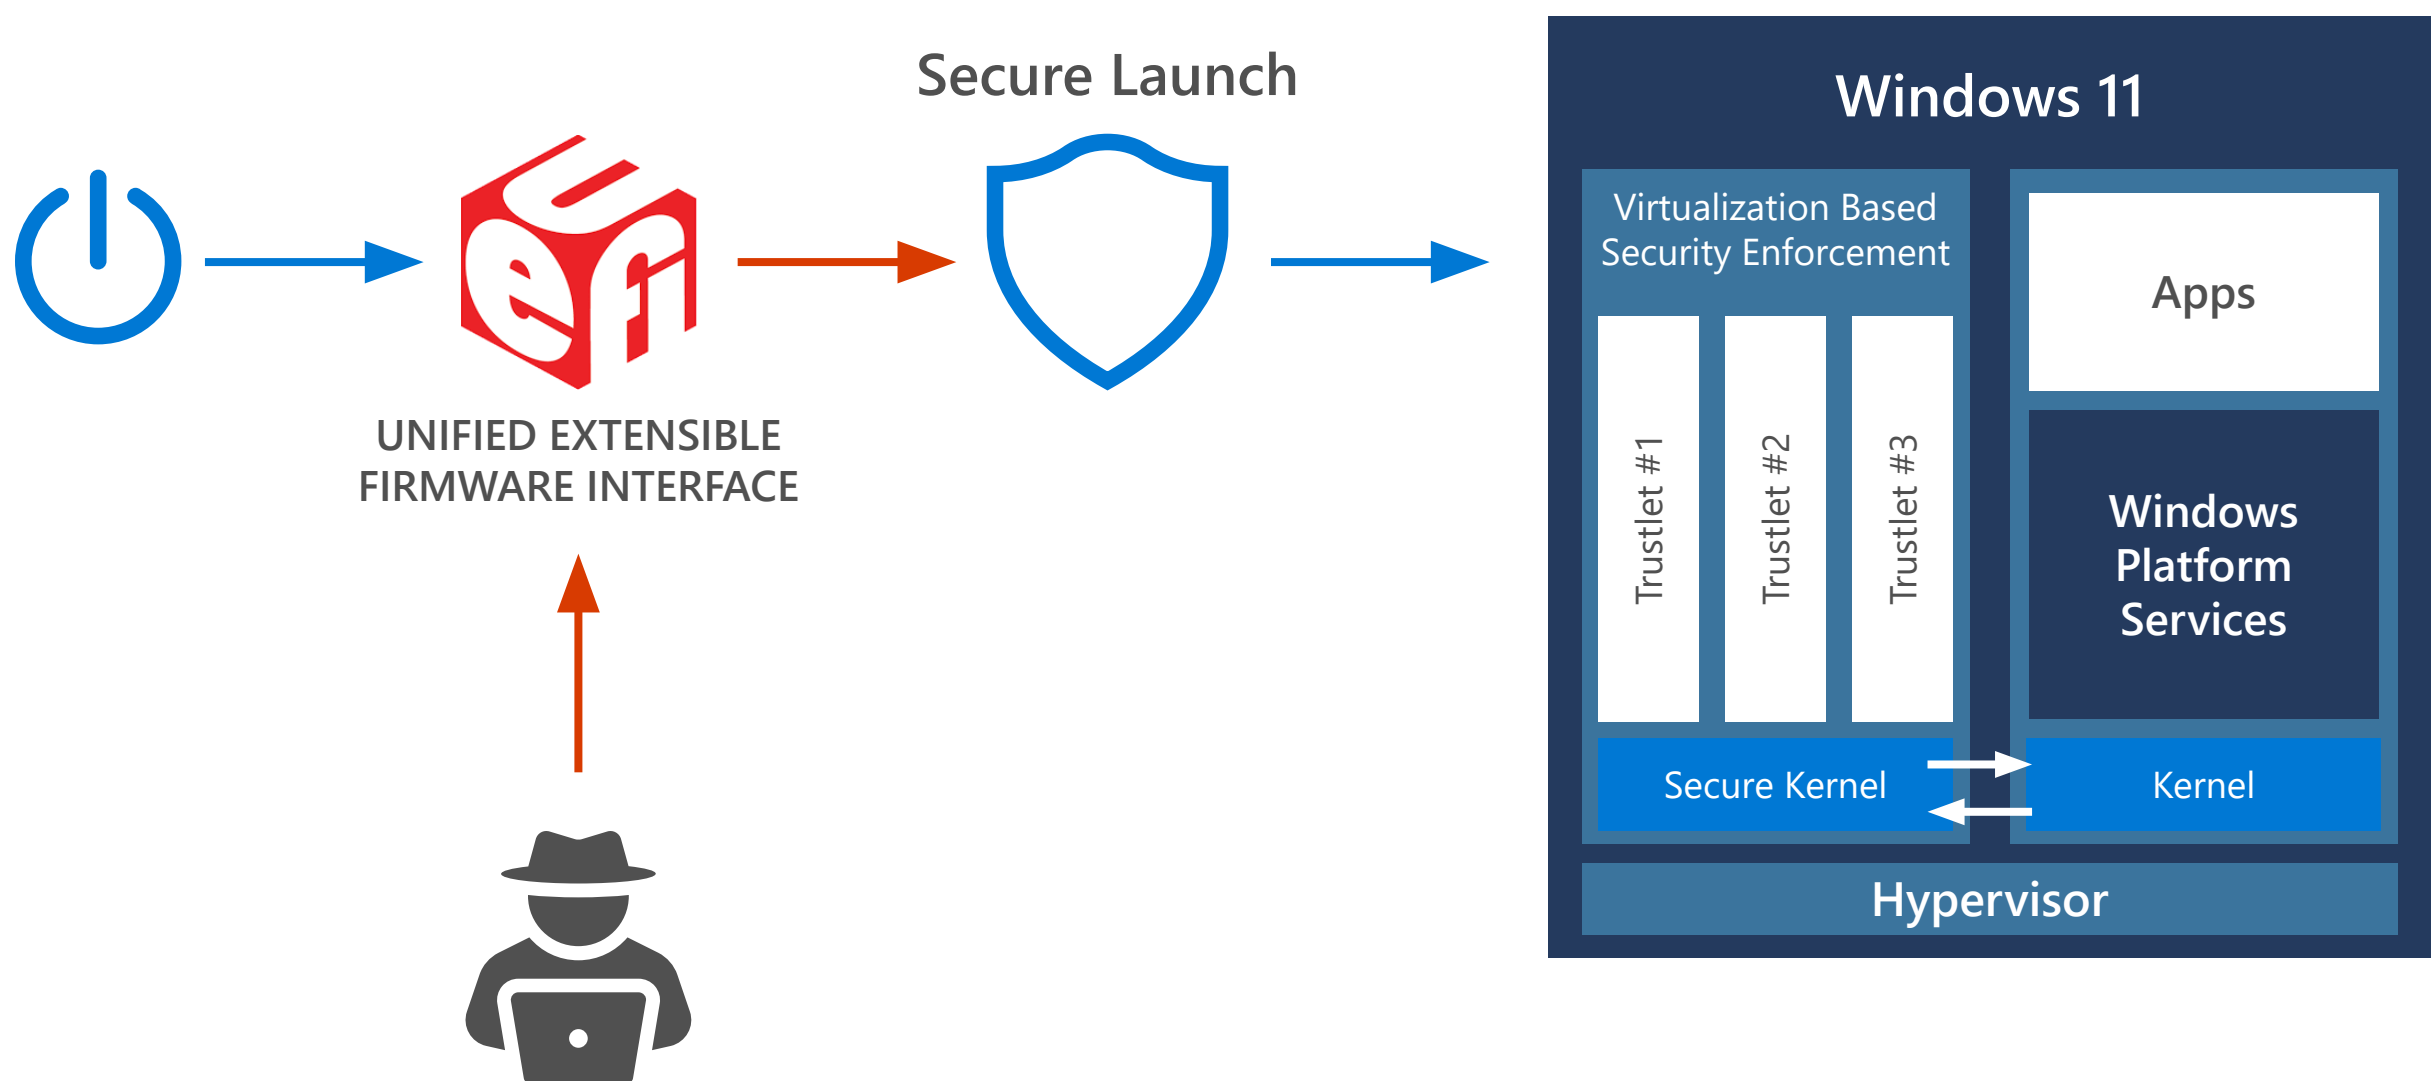 Secure Launch
uefi
UNIFIED EXTENSIBLE
FIRMWARE INTERFACE
Windows 11
Virtualization Based
Security Enforcement
Trustlet #1
Trustlet #2
Trustlet #3
Secure Kernel
Apps
Windows
Platform
Services
Kernel
Hypervisor